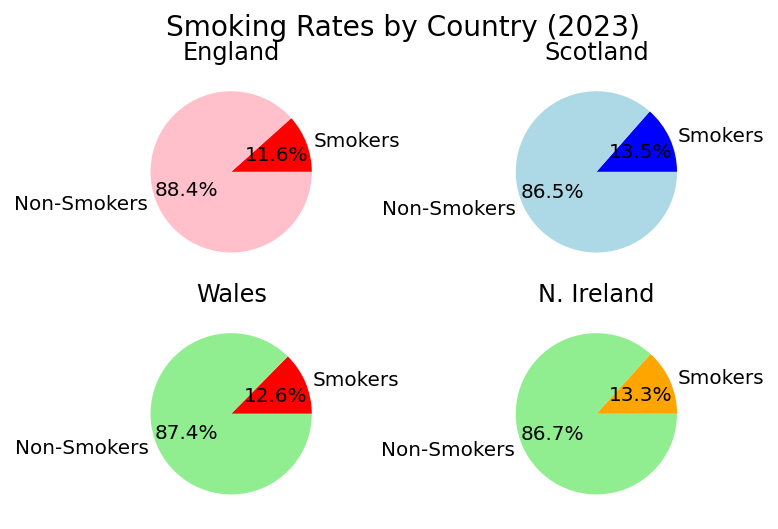 Smoking Rates by Country (2023)
England
Smokers
11.6%
88.4%
Non-Smokers
Scotland
Smokers
13.5%
86.5%
Non-Smokers
Wales
Smokers
12.6%
87.4%
Non-Smokers
N. Ireland
Smokers
13.3%
86.7%
Non-Smokers